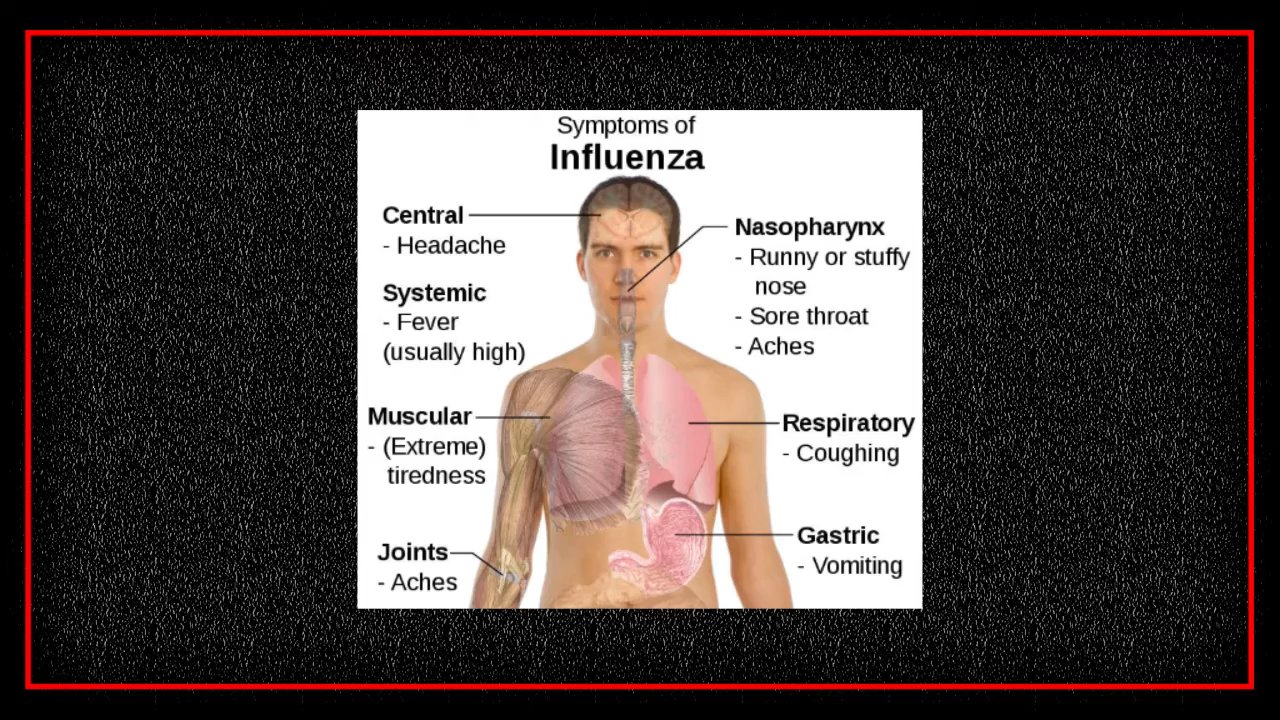 Symptoms of
Influenza
Central
- Headache
Systemic
- Fever
(usually high)
Muscular
- (Extreme)
tiredness
Joints
- Aches
Nasopharynx
- Runny or stuffy
nose
- Sore throat
- Aches
Respiratory
- Coughing
Gastric
- Vomiting